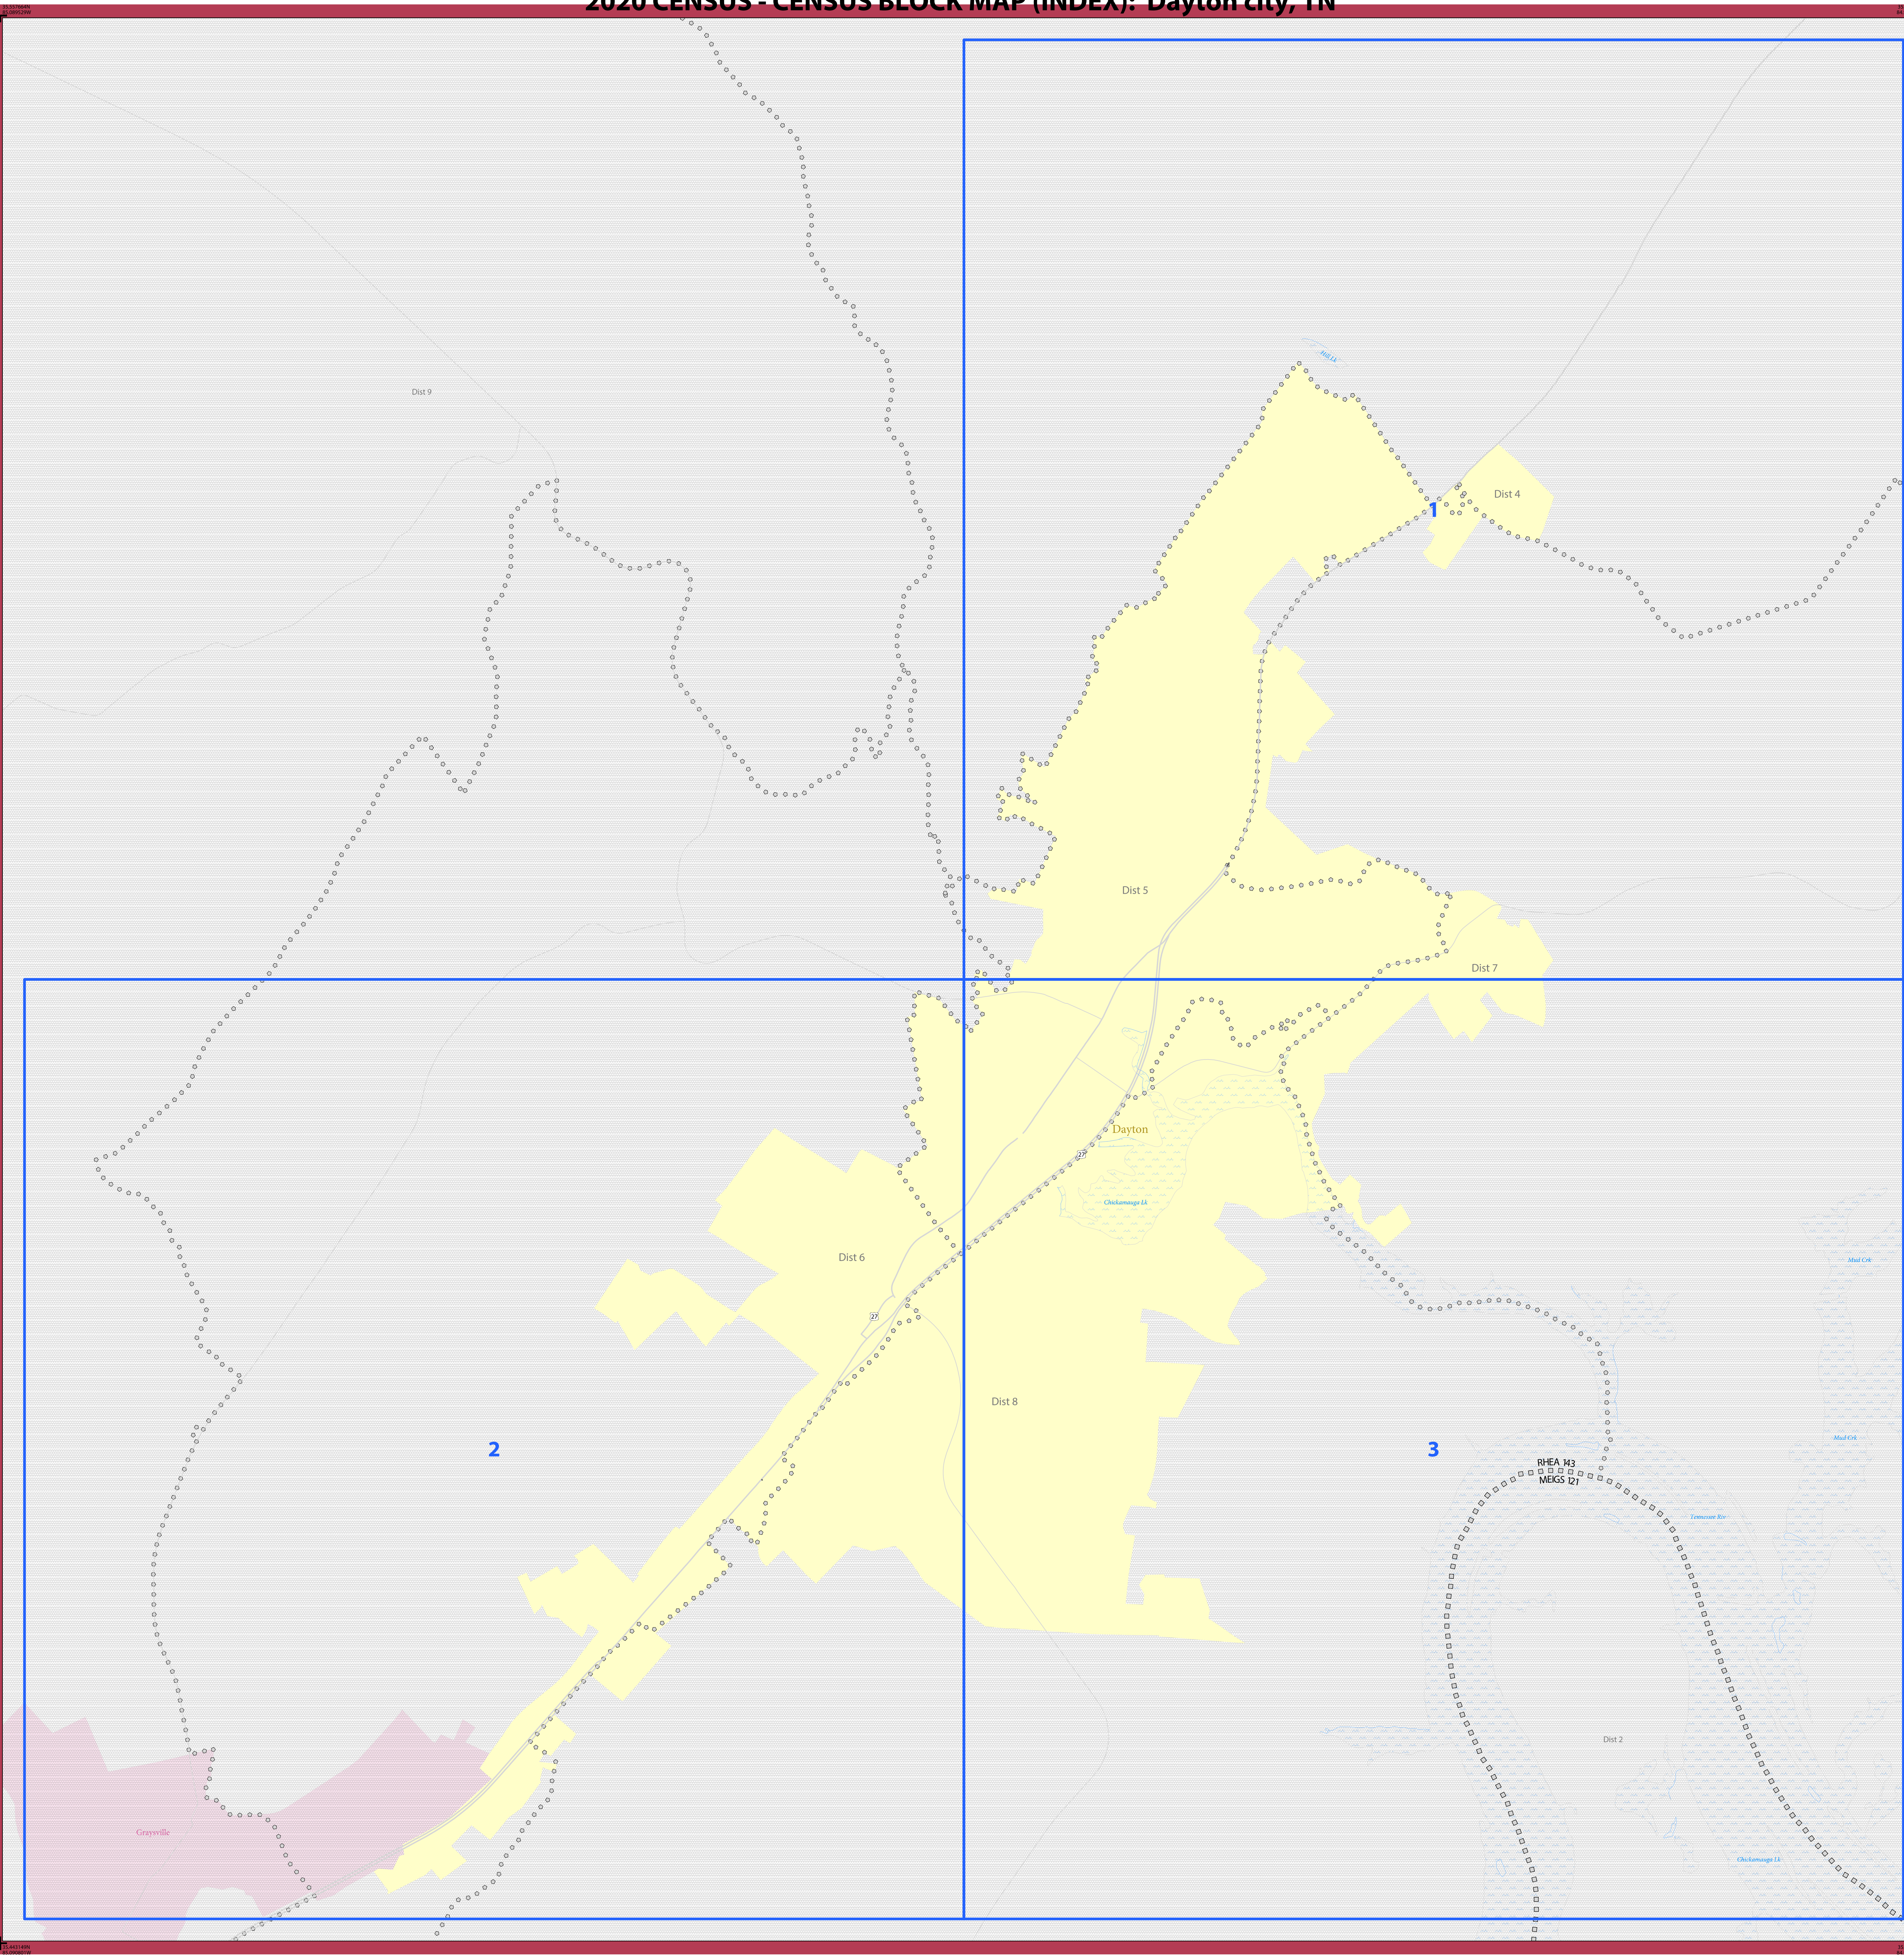 2020 CENSUS - CENSUS BLOCK MAP (INDEX): Dayton city, TN
Hill Lk
Dist 9
Dist 4
1
Dist 5
Dist 7
Dayton
27
Chickamauga Lk
Dist 6
Mud Crk
27
Dist 8
Mud Crk
2
3
RHEA 143
MEIGS 121
Tennessee Riv
Dist 2
Graysville
Chickamauga Lk